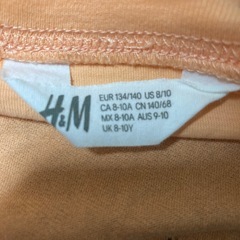 H&M
EUR 134/140 US 8/10
CA 8-10A CN 140/68
MX 8-10A AUS 9-10
UK 8-10Y